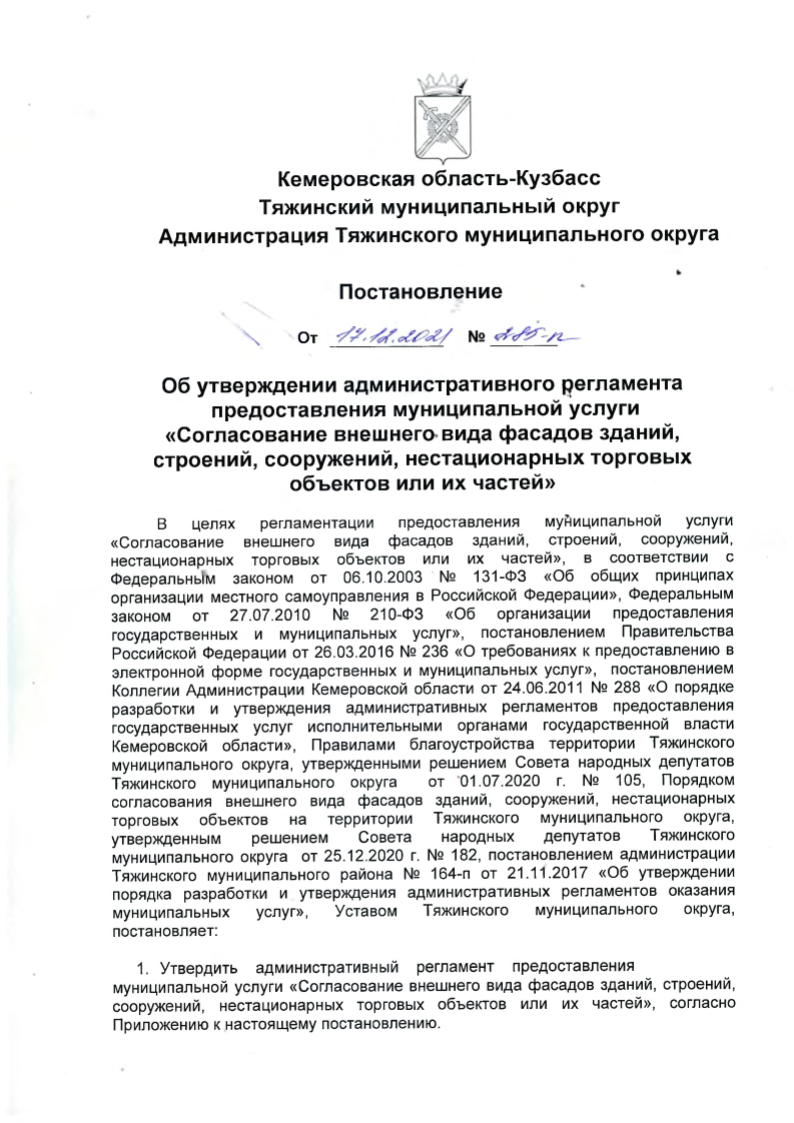 Кемеровская область-Кузбасс
Тяжинский муниципальный округ
Администрация Тяжинского муниципального округа
Постановление
От 17.12.2021 № 285-п
Об утверждении административного регламента
предоставления муниципальной услуги
«Согласование внешнего вида фасадов зданий,
строений, сооружений, нестационарных торговых
объектов или их частей»
В целях регламентации предоставления муниципальной услуги
«Согласование внешнего вида фасадов зданий, строений, сооружений,
нестационарных торговых объектов или их частей», в соответствии с
Федеральным законом от 06.10.2003 № 131-ФЗ «Об общих принципах
организации местного самоуправления в Российской Федерации», Федеральным
законом от 27.07.2010 № 210-ФЗ «Об организации предоставления
государственных и муниципальных услуг», постановлением Правительства
Российской Федерации от 26.03.2016 № 236 «О требованиях к предоставлению в
электронной форме государственных и муниципальных услуг», постановлением
Коллегии Администрации Кемеровской области от 24.06.2011 № 288 «О порядке
разработки и утверждения административных регламентов предоставления
государственных услуг исполнительными органами государственной власти
Кемеровской области», Правилами благоустройства территории Тяжинского
муниципального округа, утвержденными решением Совета народных депутатов
Тяжинского муниципального округа от 01.07.2020 г. № 105, Порядком
согласования внешнего вида фасадов зданий, сооружений, нестационарных
торговых объектов на территории Тяжинского муниципального округа,
утвержденным решением Совета народных депутатов Тяжинского
муниципального округа от 25.12.2020 г. № 182, постановлением администрации
Тяжинского муниципального района № 164-п от 21.11.2017 «Об утверждении
порядка разработки и утверждения административных регламентов оказания
муниципальных услуг», Уставом Тяжинского муниципального округа,
постановляет:
1. Утвердить административный регламент предоставления
муниципальной услуги «Согласование внешнего вида фасадов зданий, строений,
сооружений, нестационарных торговых объектов или их частей», согласно
Приложению к настоящему постановлению.